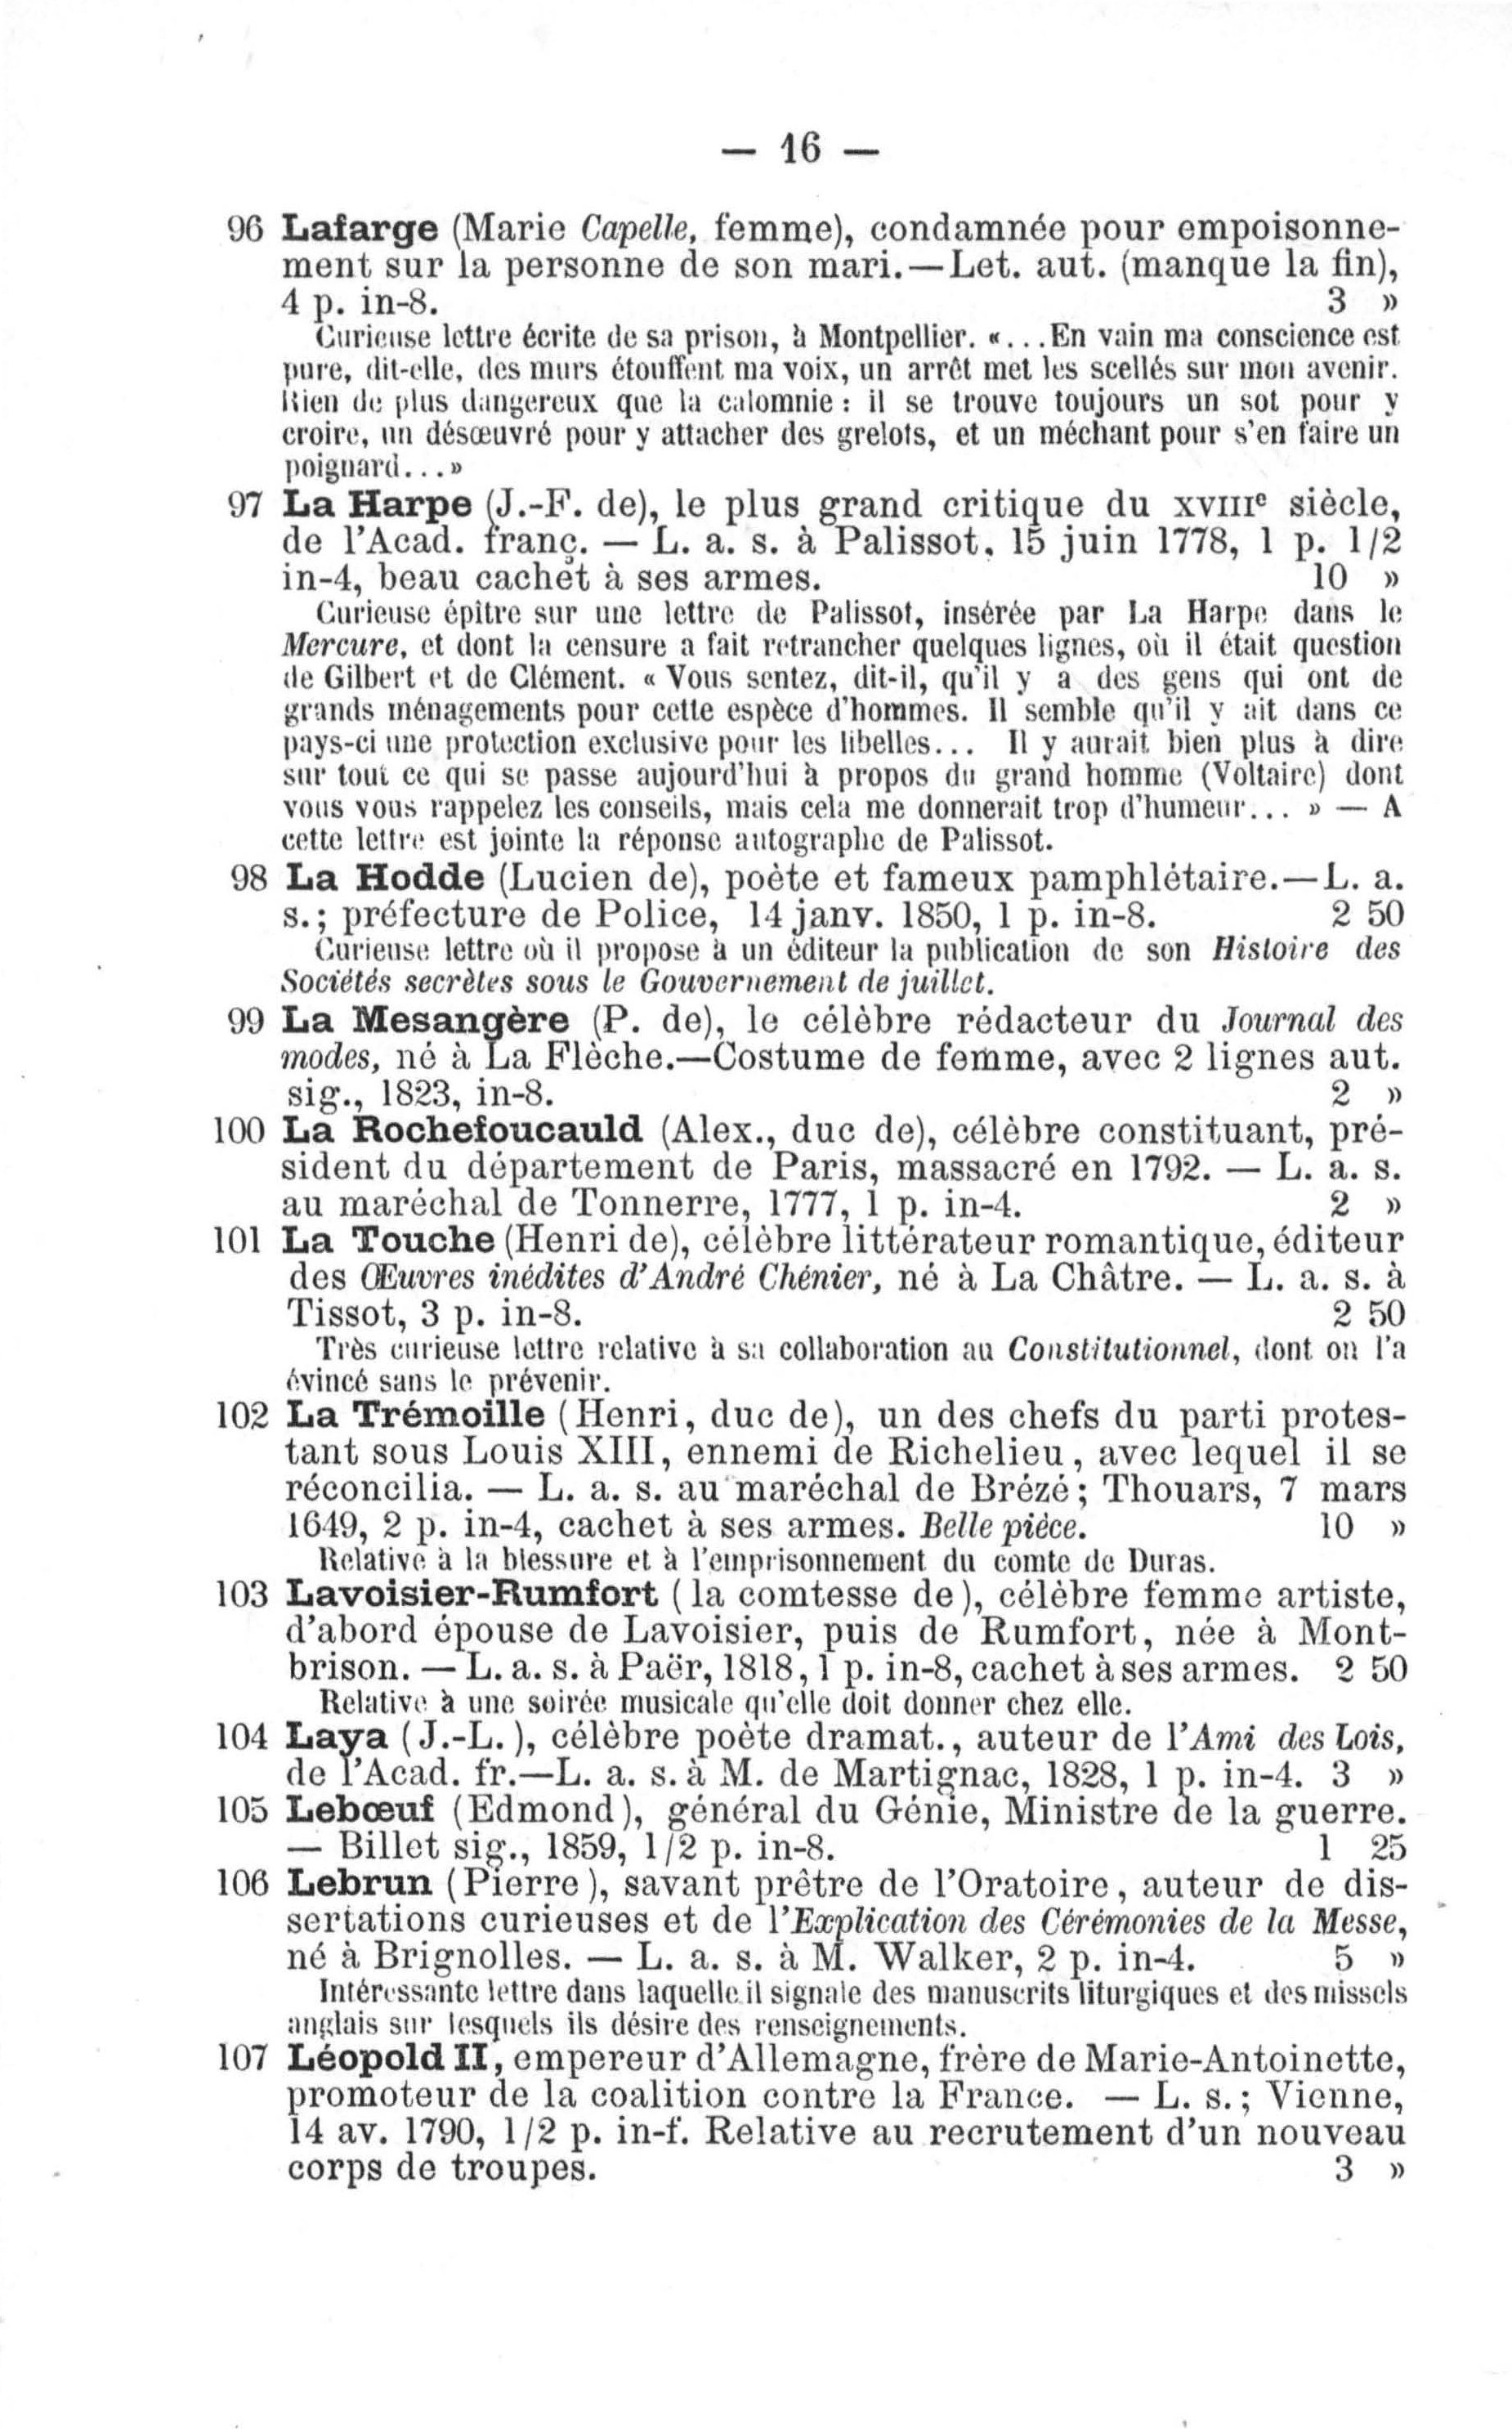 — 16 —
96 Lafarge (Marie Capelle, femme), condamnée pour empoisonne-
ment sur la personne de son mari.—Let. aut. (manque la fin),
4 p. in-8. 3 »
Curieuse lettre écrite de sa prison, à Montpellier. «...En vain ma conscience est
pure, dit-elle, des murs étouffent ma voix, un arrêt met les scellés sur mon avenir.
Rien de plus dangereux que la calomnie : il se trouve toujours un sot pour y
croire, un désœuvré pour y attacher des grelots, et un méchant pour s'en faire un
poignard...»
97 La Harpe (J.-F. de), le plus grand critique du XVIIIe siècle,
de l'Acad. franç. — L. a. s. à Palissot, 15 juin 1778, 1 p. 1/2
in-4, beau cachet à ses armes. 10 »
Curieuse épître sur une lettre de Palissot, insérée par La Harpe dans le
Mercure, et dont la censure a fait retrancher quelques lignes, où il était question
de Gilbert et de Clément. « Vous sentez, dit-il, qu'il y a des gens qui ont de
grands ménagements pour cette espèce d'hommes. Il semble qu'il y ait dans ce
pays-ci une protection exclusive pour les libelles... Il y aurait bien plus à dire
sur tout ce qui se passe aujourd'hui à propos du grand homme (Voltaire) dont
vous vous rappelez les conseils, mais cela me donnerait trop d'humeur... » — A
cette lettre est jointe la réponse autographe de Palissot.
98 La Hodde (Lucien de), poète et fameux pamphlétaire.—L. a.
s.; préfecture de Police, 14 janv. 1850, 1 p. in-8. 2 50
Curieuse lettre où il propose à un éditeur la publication de son Histoire des
Sociétés secrètes sous le Gouvernement de juillet.
99 La Mesangère (P. de), le célèbre rédacteur du Journal des
modes, né à La Flèche.—Costume de femme, avec 2 lignes aut.
sig., 1823, in-8. 2 »
100 La Rochefoucauld (Alex., duc de), célèbre constituant, pré-
sident du département de Paris, massacré en 1792. — L. a. s.
au maréchal de Tonnerre, 1777, 1 p. in-4. 2 »
101 La Touche (Henri de), célèbre littérateur romantique, éditeur
des Œuvres inédites d'André Chénier, né à La Châtre. — L. a. s. à
Tissot, 3 p. in-8. 2 50
Très curieuse lettre relative à sa collaboration au Constitutionnel, dont on l'a
évincé sans le prévenir.
102 La Trémoille (Henri, duc de), un des chefs du parti protes-
tant sous Louis XIII, ennemi de Richelieu, avec lequel il se
réconcilia. — L. a. s. au maréchal de Brézé; Thouars, 7 mars
1649, 2 p. in-4, cachet à ses armes. Belle pièce. 10 »
Relative à la blessure et à l'emprisonnement du comte de Duras.
103 Lavoisier-Rumfort (la comtesse de), célèbre femme artiste,
d'abord épouse de Lavoisier, puis de Rumfort, née à Mont-
brison. — L. a. s. à Paër, 1818, 1 p. in-8, cachet à ses armes. 2 50
Relative à une soirée musicale qu'elle doit donner chez elle.
104 Laya (J.-L.), célèbre poète dramat., auteur de l'Ami des Lois,
de l'Acad. fr.—L. a. s. à M. de Martignac, 1828, 1 p. in-4. 3 »
105 Lebœuf (Edmond), général du Génie, Ministre de la guerre.
— Billet sig., 1859, 1/2 p. in-8. 1 25
106 Lebrun (Pierre), savant prêtre de l'Oratoire, auteur de dis-
sertations curieuses et de l'Explication des Cérémonies de la Messe,
né à Brignolles. — L. a. s. à M. Walker, 2 p. in-4. 5 »
Intéressante lettre dans laquelle il signale des manuscrits liturgiques et des missels
anglais sur lesquels ils désire des renseignements.
107 Léopold II, empereur d'Allemagne, frère de Marie-Antoinette,
promoteur de la coalition contre la France. — L. s.; Vienne,
14 av. 1790, 1/2 p. in-f. Relative au recrutement d'un nouveau
corps de troupes. 3 »